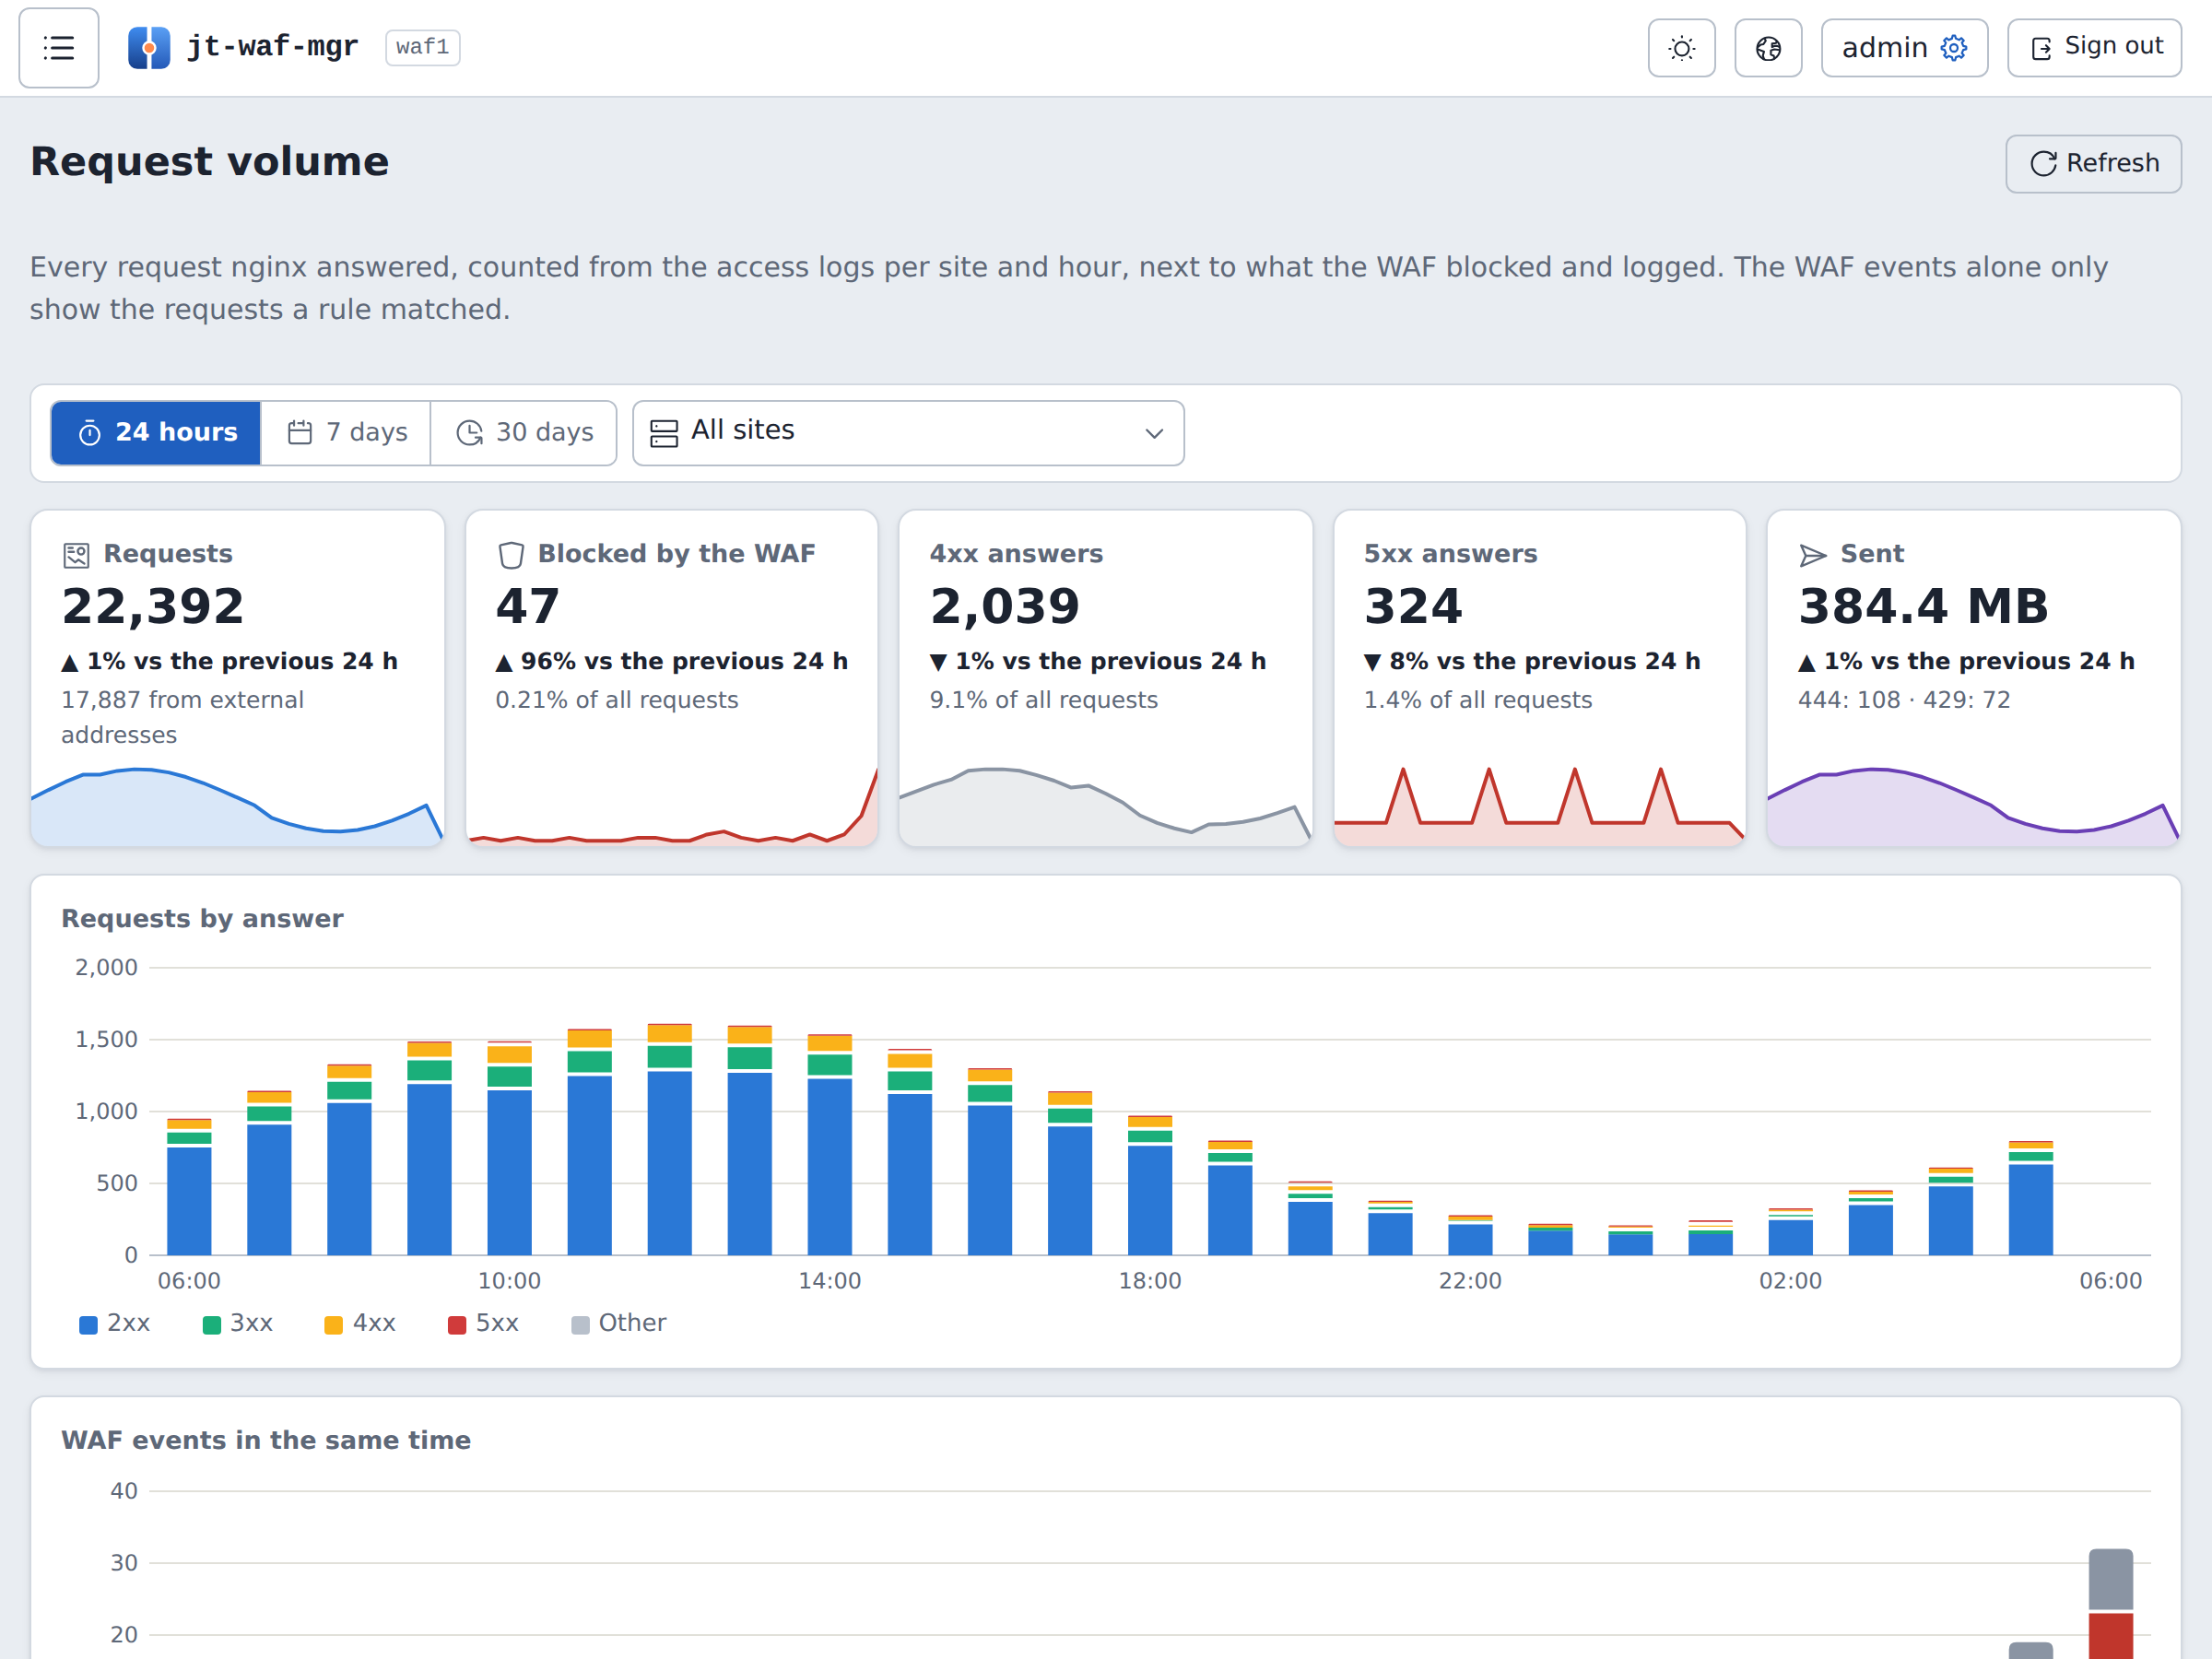 jt-waf-mgr waf1 admin Sign out
Request volume Refresh
Every request nginx answered, counted from the access logs per site and hour, next to what the WAF blocked and logged. The WAF events alone only
show the requests a rule matched.
24 hours 7 days 30 days All sites
Requests
22,392
▲ 1% vs the previous 24 h
17,887 from external
addresses
Blocked by the WAF
47
▲ 96% vs the previous 24 h
0.21% of all requests
4xx answers
2,039
▼ 1% vs the previous 24 h
9.1% of all requests
5xx answers
324
▼ 8% vs the previous 24 h
1.4% of all requests
Sent
384.4 MB
▲ 1% vs the previous 24 h
444: 108 · 429: 72
Requests by answer
2,000
1,500
1,000
500
0
06:00 10:00 14:00 18:00 22:00 02:00 06:00
2xx 3xx 4xx 5xx Other
WAF events in the same time
40
30
20